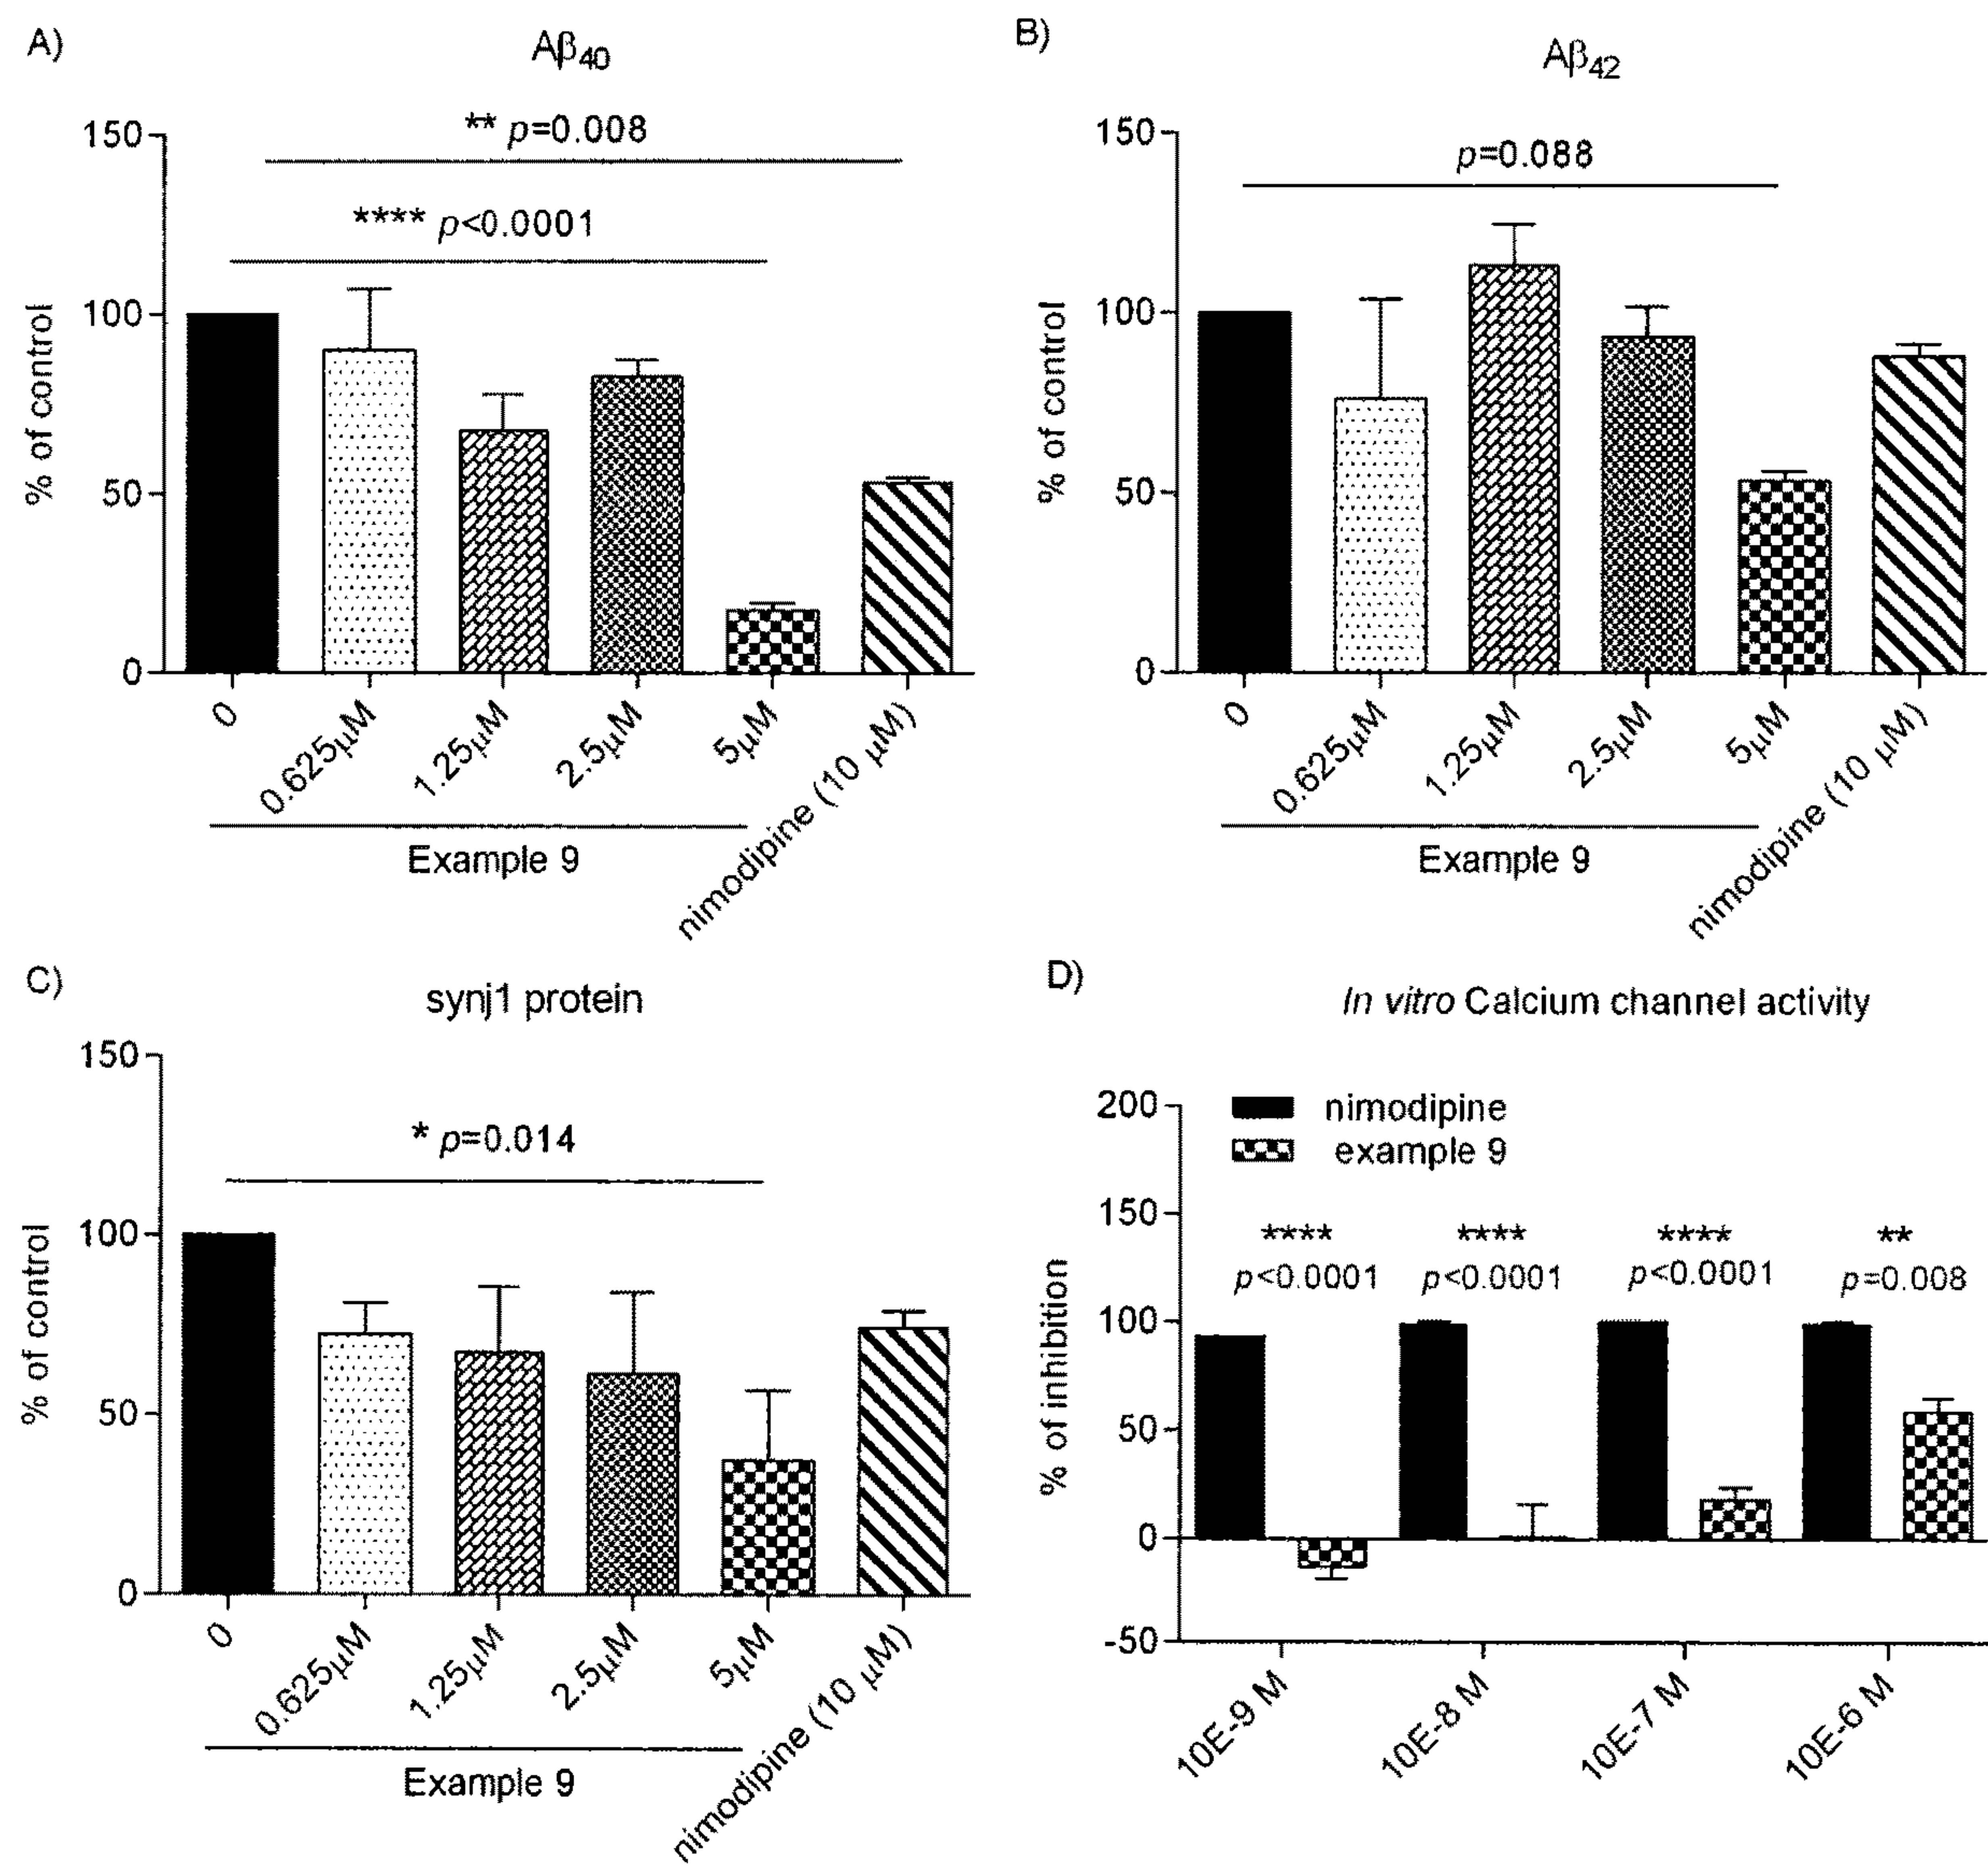 A)
Aβ40
** p=0.008
**** p<0.0001
150
100
50
0
% of control
0
0.625µM
1.25µM
2.5µM
5µM
nimodipine (10 µM)
Example 9
B)
Aβ42
p=0.088
150
100
50
0
% of control
0
0.625µM
1.25µM
2.5µM
5µM
nimodipine (10 µM)
Example 9
C)
synj1 protein
* p=0.014
150
100
50
0
% of control
0
0.625µM
1.25µM
2.5µM
5µM
nimodipine (10 µM)
Example 9
D)
In vitro Calcium channel activity
nimodipine
example 9
200
150
100
50
0
-50
% of inhibition
**** **** **** **
p<0.0001 p<0.0001 p<0.0001 p=0.008
10E-9 M
10E-8 M
10E-7 M
10E-6 M